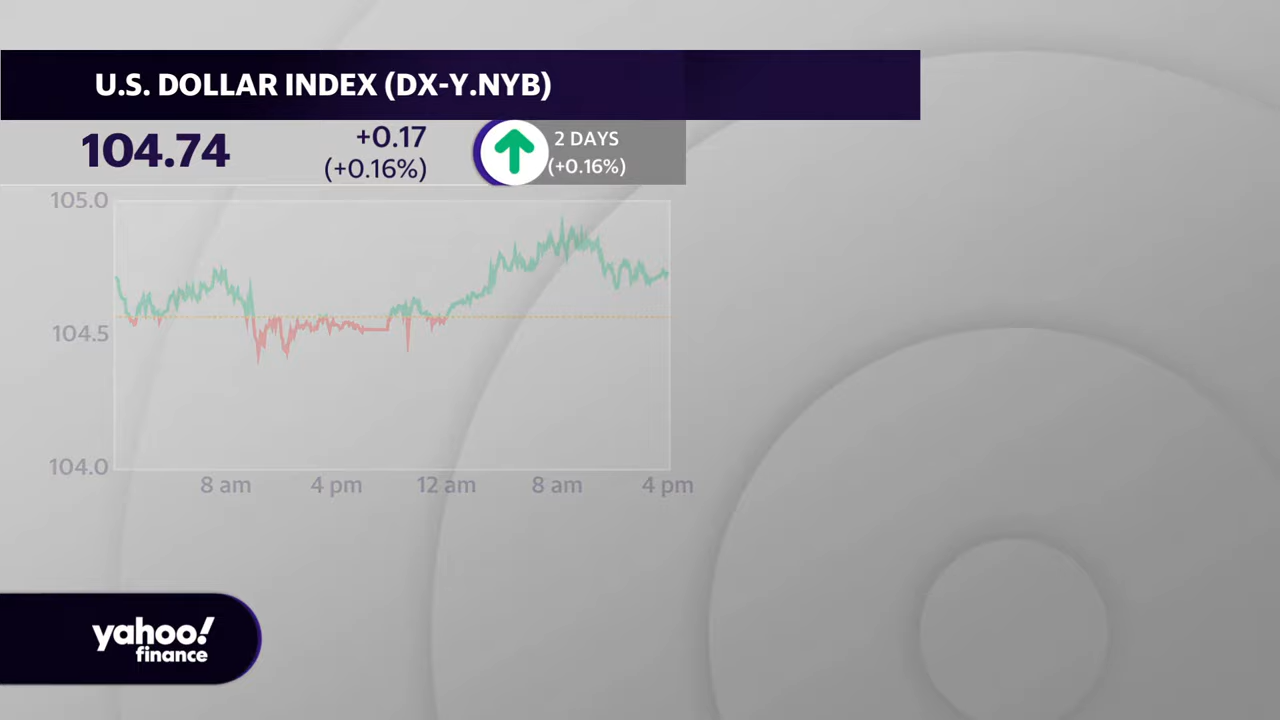 U.S. DOLLAR INDEX (DX-Y.NYB)
104.74
+0.17
(+0.16%)
2 DAYS
(+0.16%)
105.0
104.5
104.0
8 am 4 pm 12 am 8 am 4 pm
yahoo!
finance